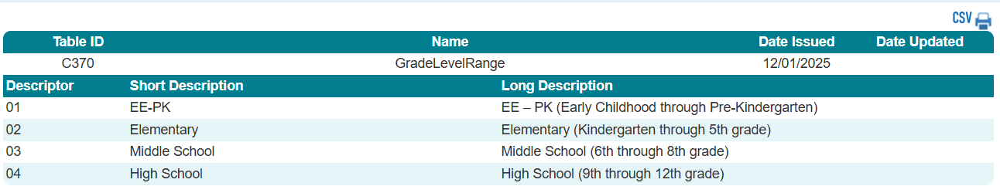 CSV
Table ID Name Date Issued Date Updated
C370 GradeLevelRange 12/01/2025
Descriptor Short Description Long Description
01 EE-PK EE – PK (Early Childhood through Pre-Kindergarten)
02 Elementary Elementary (Kindergarten through 5th grade)
03 Middle School Middle School (6th through 8th grade)
04 High School High School (9th through 12th grade)